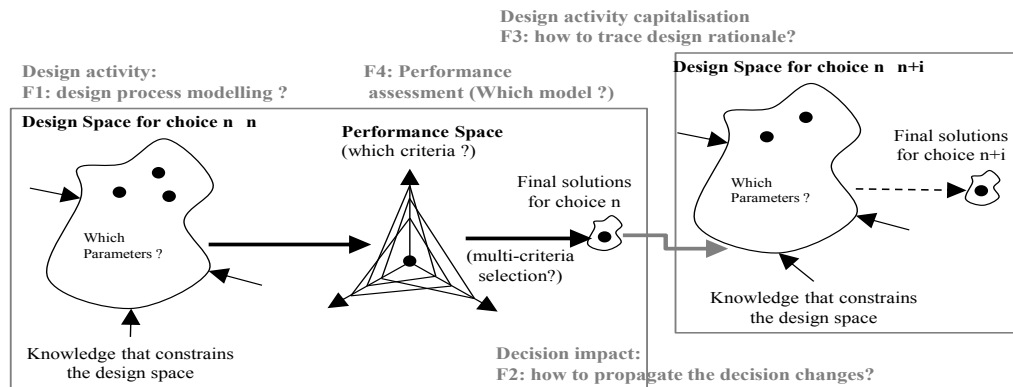 Design activity capitalisation
F3: how to trace design rationale?
Design activity:
F1: design process modelling ?
F4: Performance
assessment (Which model ?)
Design Space for choice n  n
Performance Space
(which criteria ?)
Which
Parameters ?
Final solutions
for choice n
(multi-criteria
selection?)
Knowledge that constrains
the design space
Design Space for choice n  n+i
Which
Parameters ?
Final solutions
for choice n+i
Knowledge that constrains
the design space
Decision impact:
F2: how to propagate the decision changes?